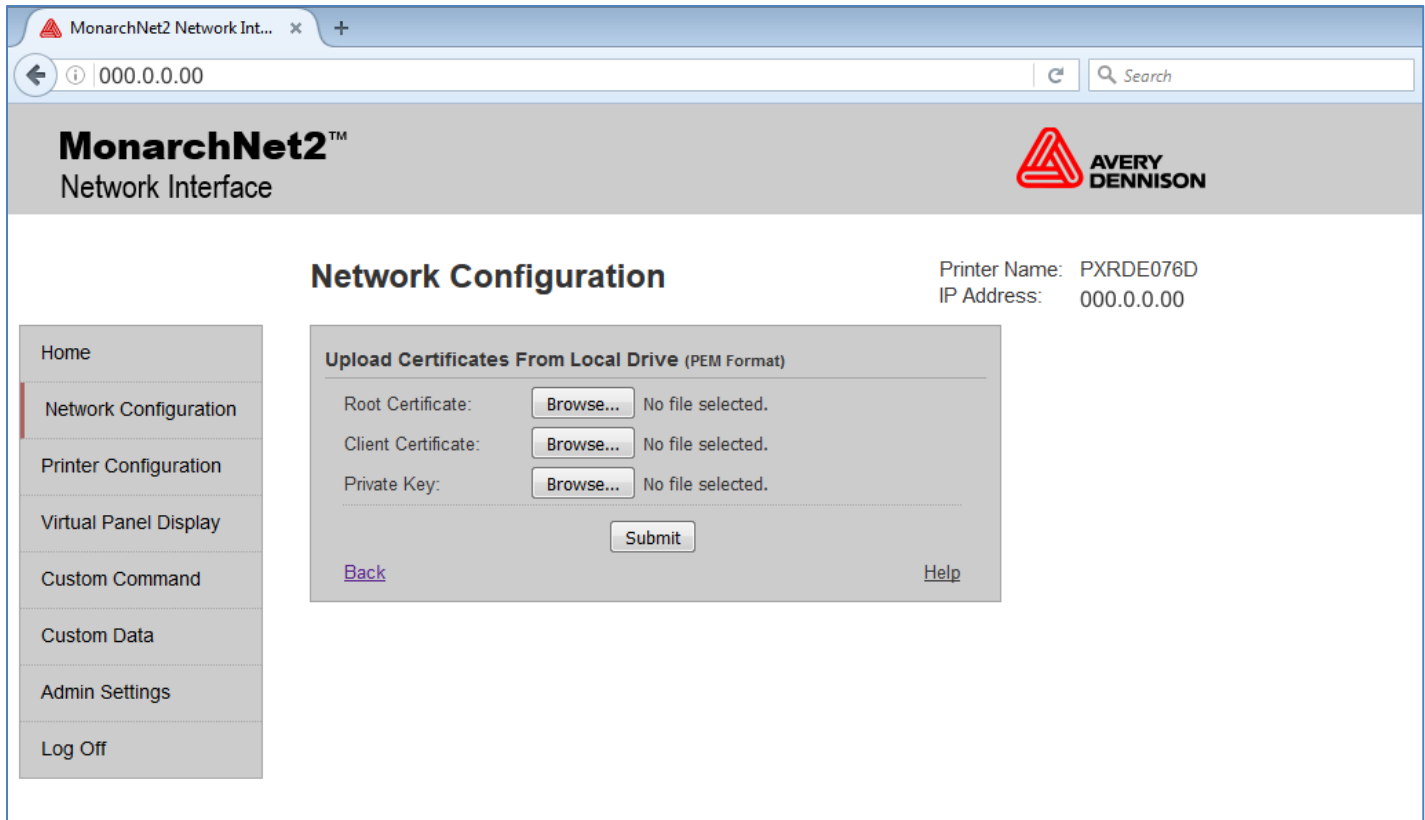 MonarchNet2 Network Int...
000.0.0.00
Search
MonarchNet2™
Network Interface
AVERY
DENNISON
Network Configuration
Printer Name: PXRDE076D
IP Address: 000.0.0.00
Home
Network Configuration
Printer Configuration
Virtual Panel Display
Custom Command
Custom Data
Admin Settings
Log Off
Upload Certificates From Local Drive (PEM Format)
Root Certificate: Browse... No file selected.
Client Certificate: Browse... No file selected.
Private Key: Browse... No file selected.
Submit
Back Help